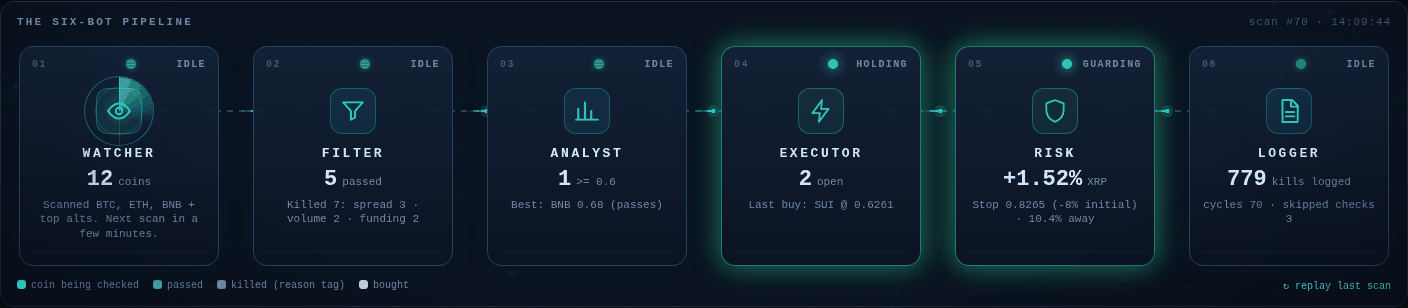 THE SIX-BOT PIPELINE
scan #70 · 14:09:44
01 IDLE
WATCHER
12 coins
Scanned BTC, ETH, BNB +
top alts. Next scan in a
few minutes.
02 IDLE
FILTER
5 passed
Killed 7: spread 3 ·
volume 2 · funding 2
03 IDLE
ANALYST
1 >= 0.6
Best: BNB 0.68 (passes)
04 HOLDING
EXECUTOR
2 open
Last buy: SUI @ 0.6261
05 GUARDING
RISK
+1.52% XRP
Stop 0.8265 (-8% initial)
· 10.4% away
06 IDLE
LOGGER
779 kills logged
cycles 70 · skipped checks
3
coin being checked passed killed (reason tag) bought
↻ replay last scan